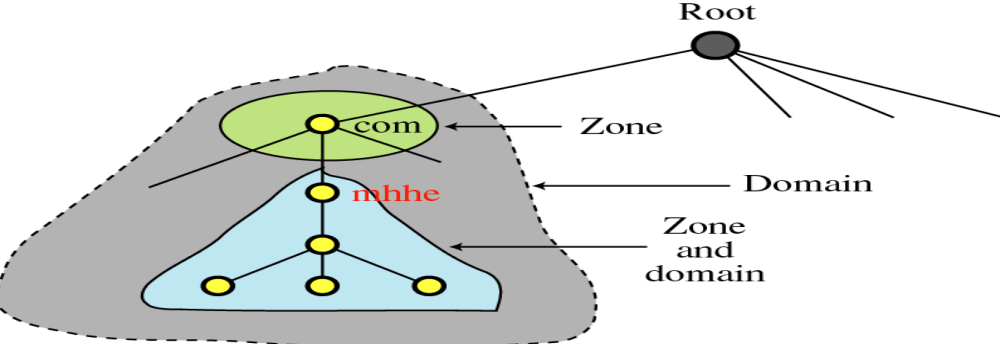 Root
com
Zone
mhhe
Domain
Zone
and
domain